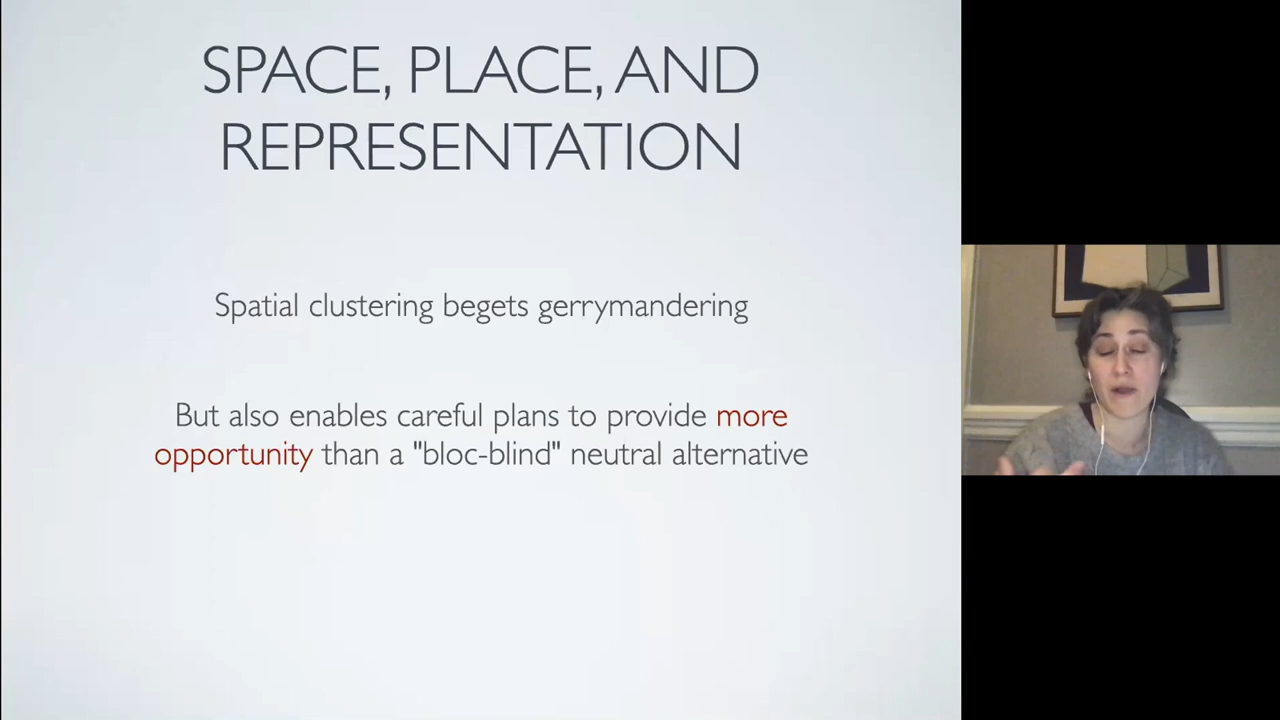 SPACE, PLACE, AND
REPRESENTATION
Spatial clustering begets gerrymandering
But also enables careful plans to provide more
opportunity than a "bloc-blind" neutral alternative